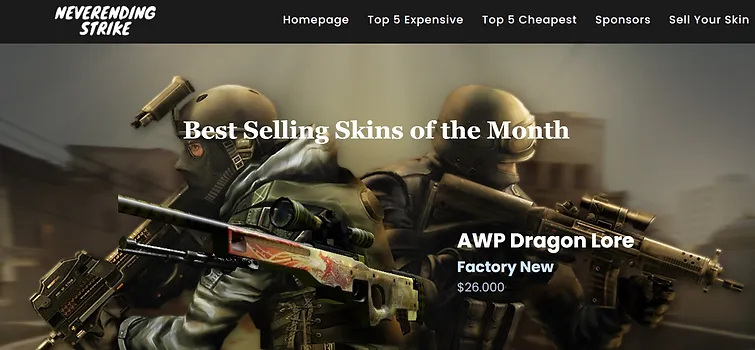 NEVERENDING
STRIKE
Homepage Top 5 Expensive Top 5 Cheapest Sponsors Sell Your Skin
Best Selling Skins of the Month
AWP Dragon Lore
Factory New
$26.000